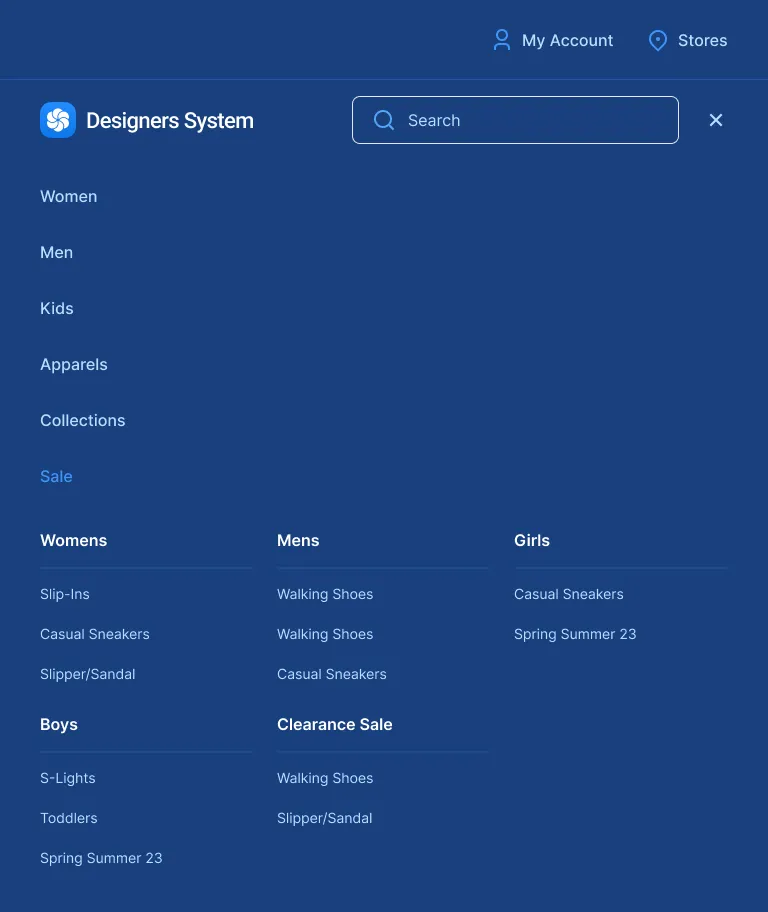 My Account
Stores
Designers System
Search
Women
Men
Kids
Apparels
Collections
Sale
Womens
Slip-Ins
Casual Sneakers
Slipper/Sandal
Mens
Walking Shoes
Walking Shoes
Casual Sneakers
Girls
Casual Sneakers
Spring Summer 23
Boys
S-Lights
Toddlers
Spring Summer 23
Clearance Sale
Walking Shoes
Slipper/Sandal